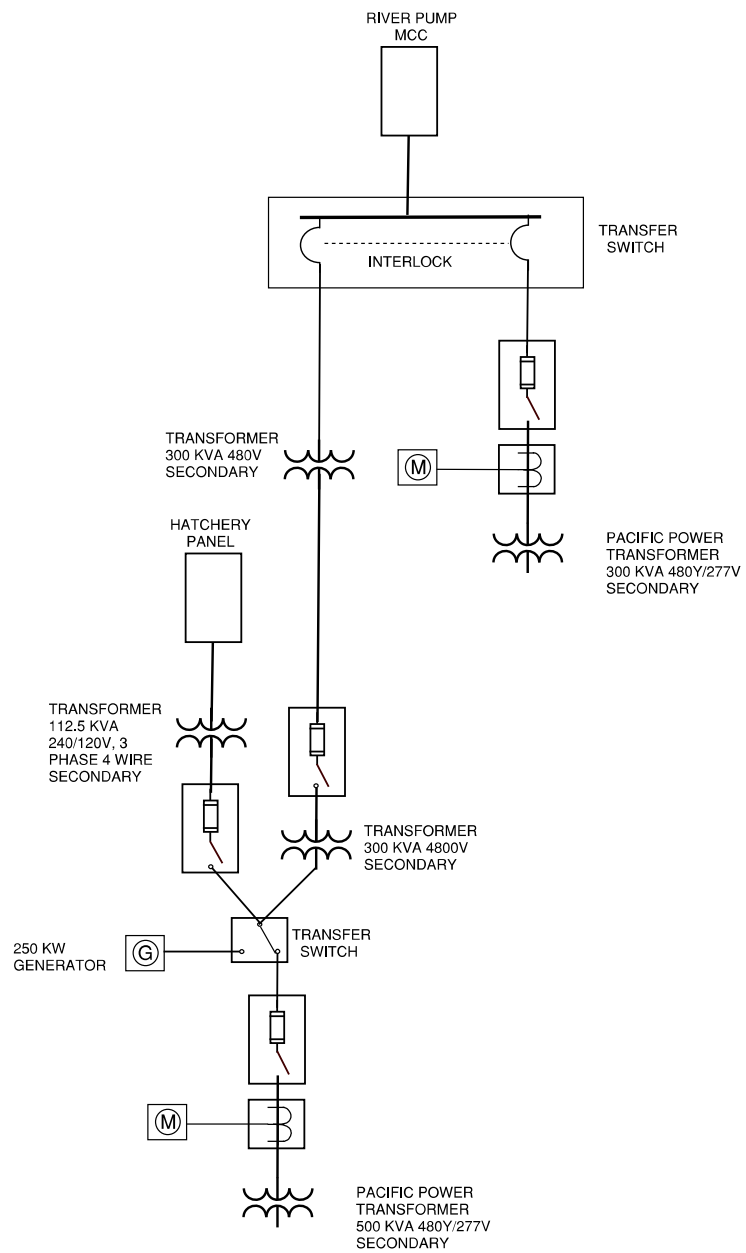 RIVER PUMP
MCC
TRANSFER
SWITCH
INTERLOCK
TRANSFORMER
300 KVA 480V
SECONDARY
M
HATCHERY
PANEL
PACIFIC POWER
TRANSFORMER
300 KVA 480Y/277V
SECONDARY
TRANSFORMER
112.5 KVA
240/120V, 3
PHASE 4 WIRE
SECONDARY
TRANSFORMER
300 KVA 4800V
SECONDARY
TRANSFER
SWITCH
250 KW
GENERATOR
G
M
PACIFIC POWER
TRANSFORMER
500 KVA 480Y/277V
SECONDARY